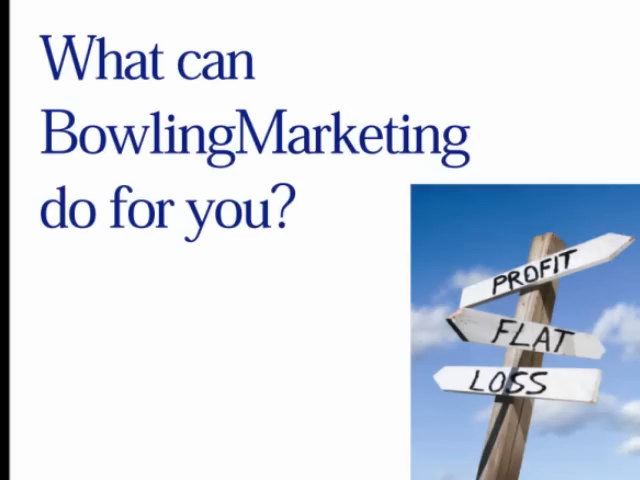 What can
BowlingMarketing
do for you?
PROFIT
FLAT
LOSS